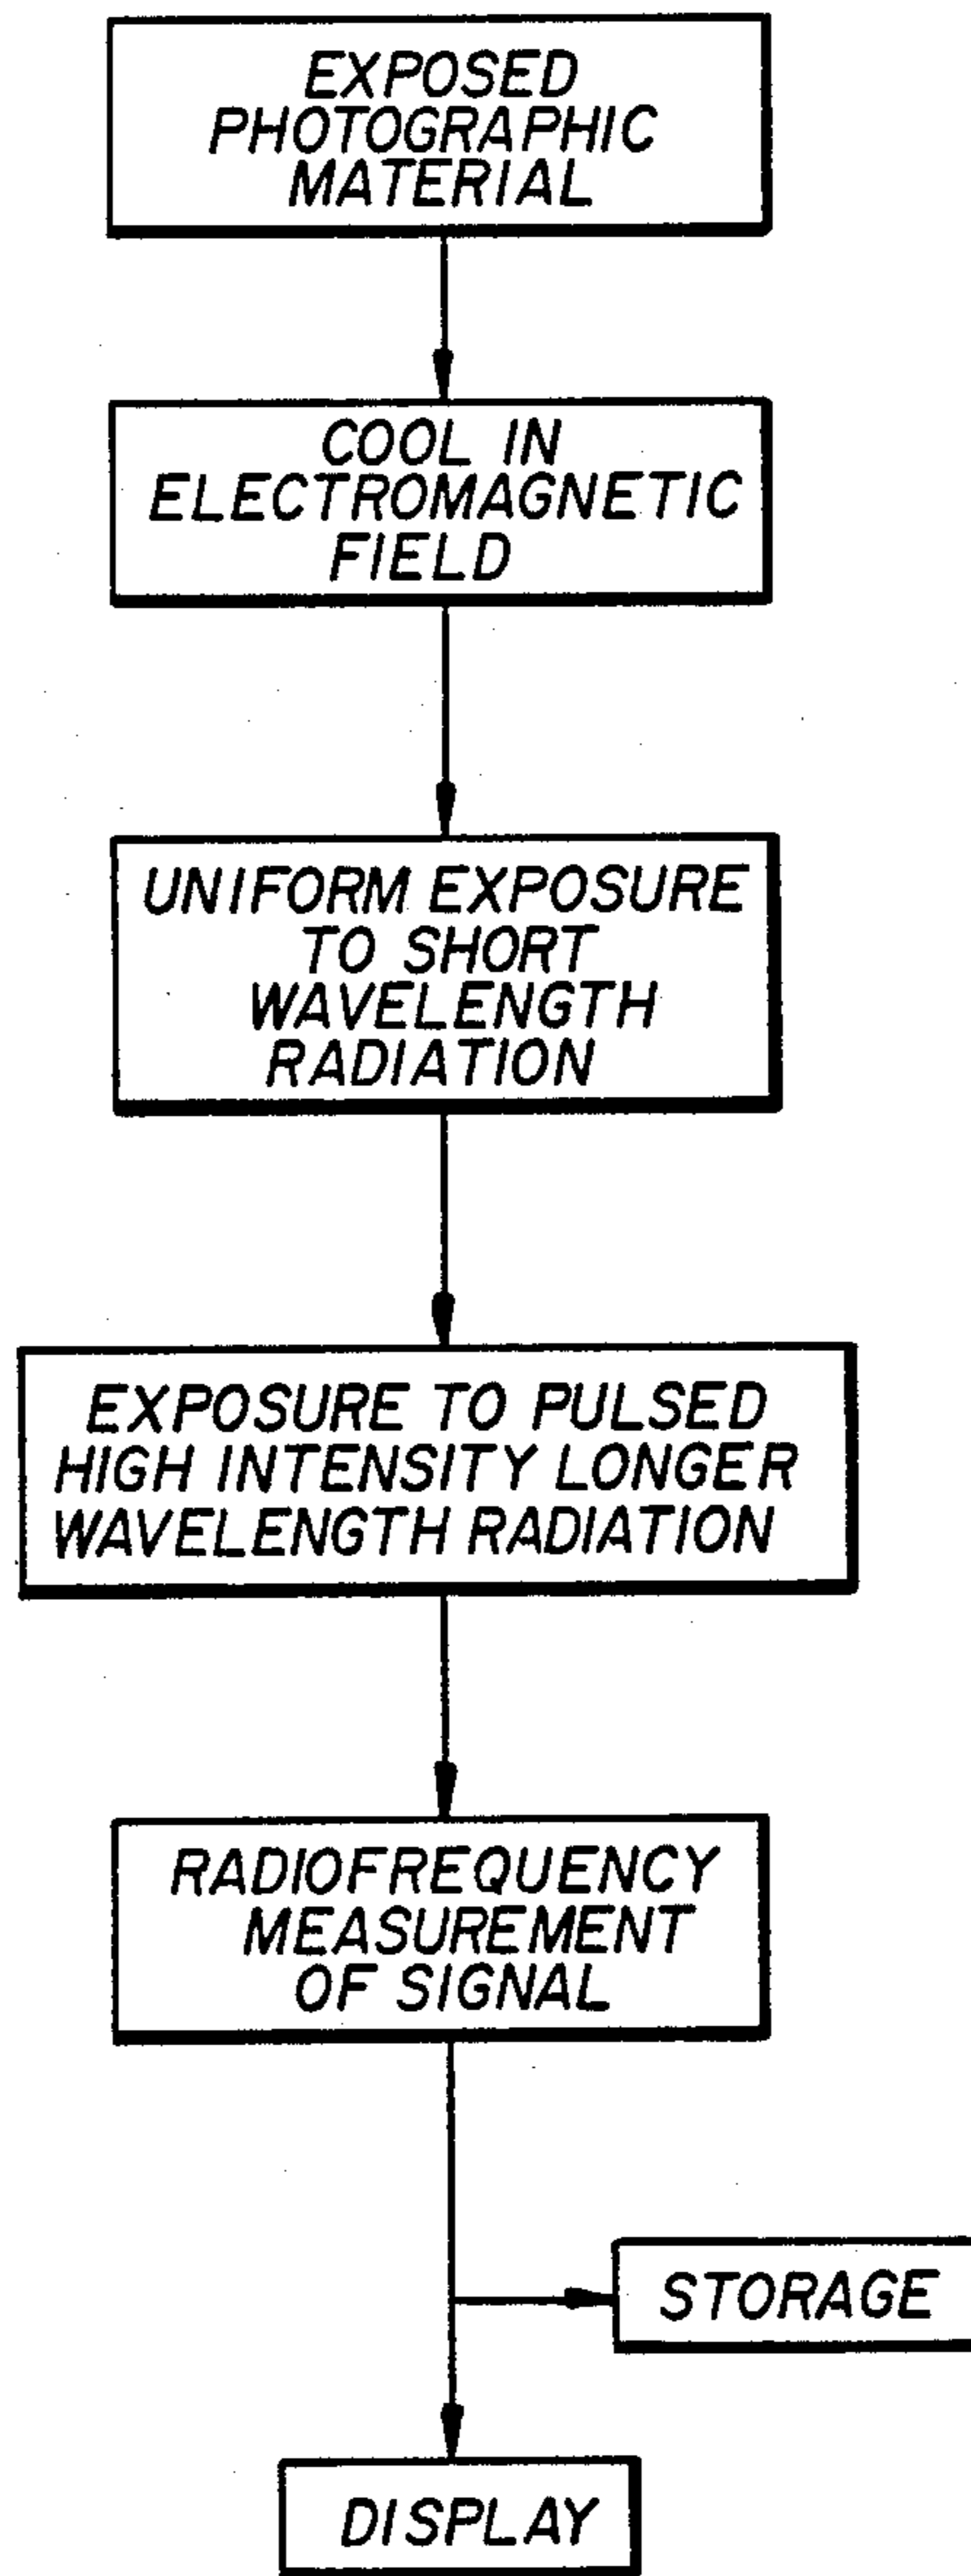 EXPOSED
PHOTOGRAPHIC
MATERIAL
COOL IN
ELECTROMAGNETIC
FIELD
UNIFORM EXPOSURE
TO SHORT
WAVELENGTH
RADIATION
EXPOSURE TO PULSED
HIGH INTENSITY LONGER
WAVELENGTH RADIATION
RADIOFREQUENCY
MEASUREMENT
OF SIGNAL
STORAGE
DISPLAY